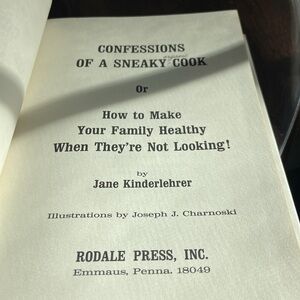 CONFESSIONS
OF A SNEAKY COOK
Or
How to Make
Your Family Healthy
When They're Not Looking!
by
Jane Kinderlehrer
Illustrations by Joseph J. Charnoski
RODALE PRESS, INC.
Emmaus, Penna. 18049